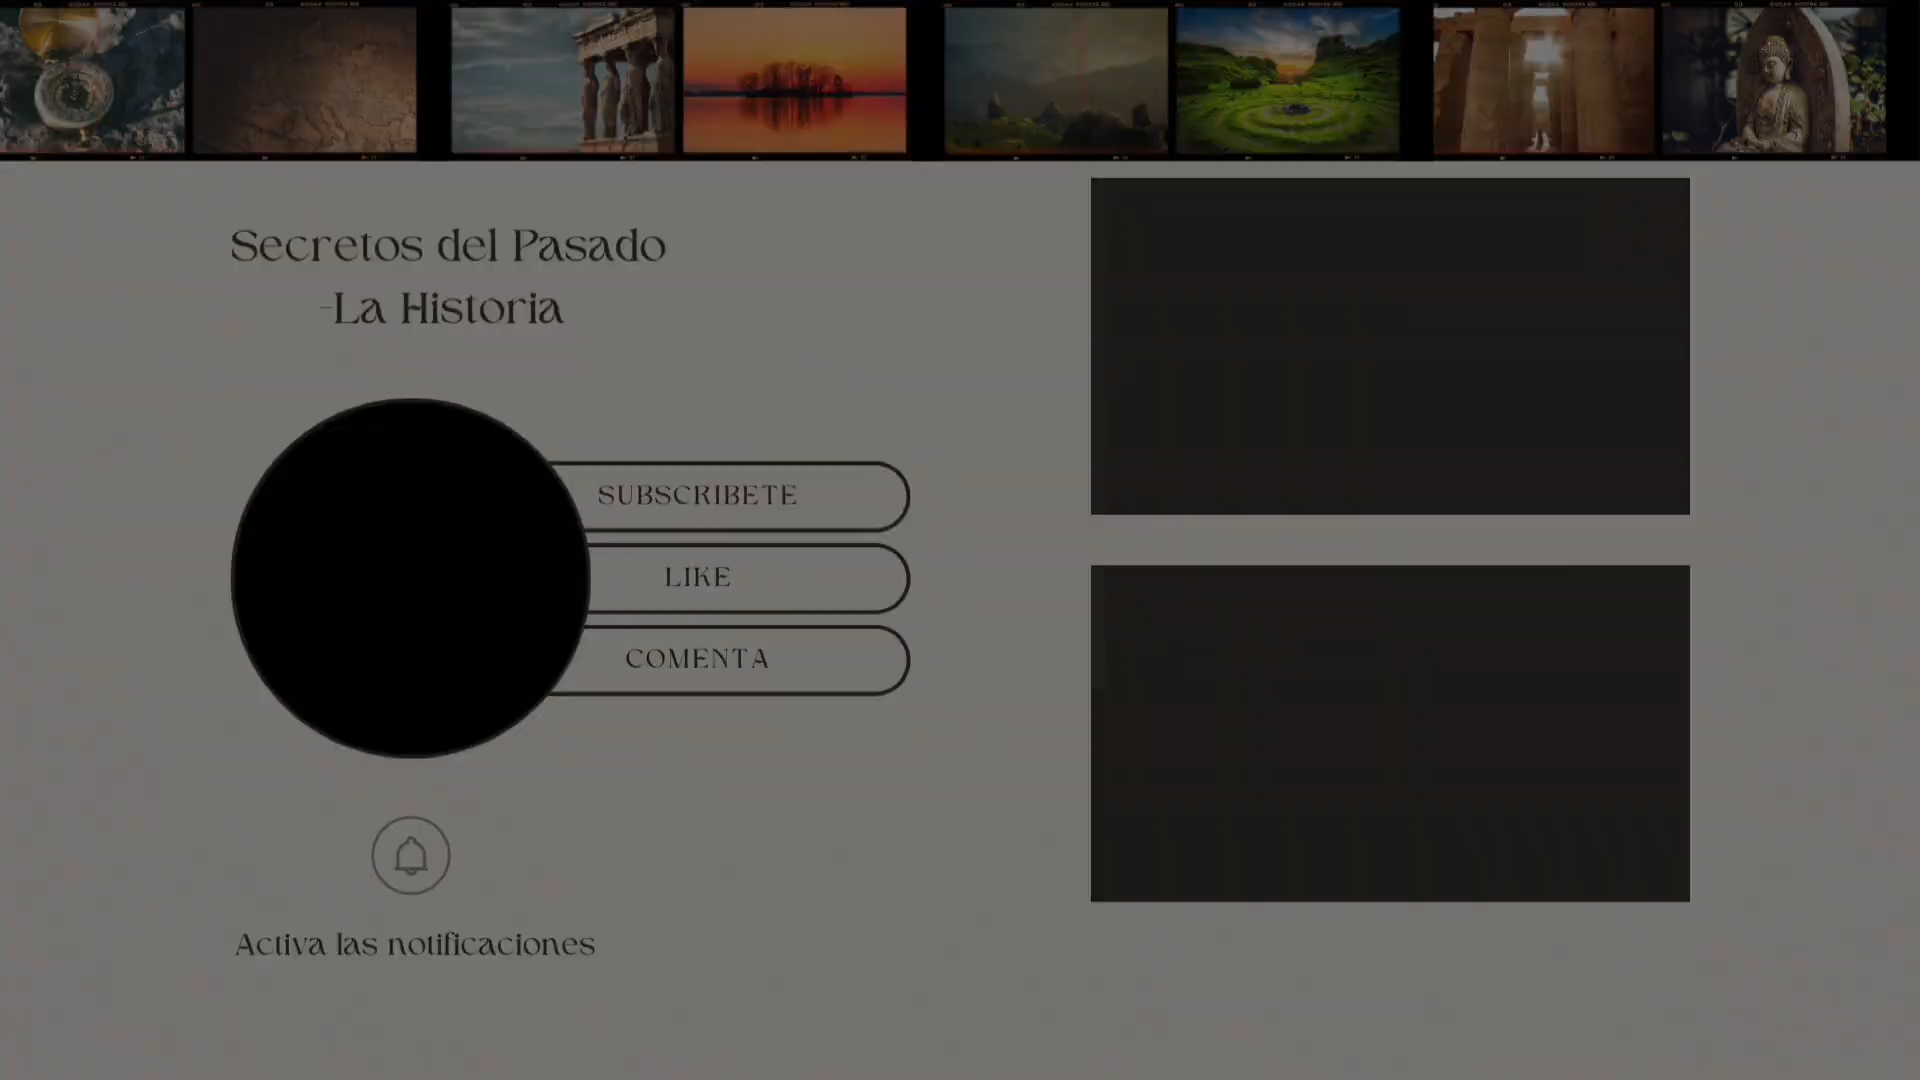 Secretos del Pasado
-La Historia
SUBSCRIBETE
LIKE
COMENTA
Activa las notificaciones